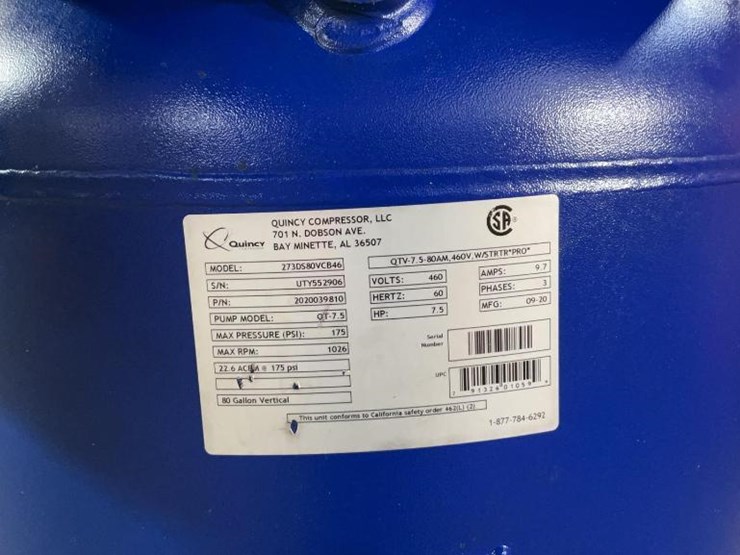 Quincy
QUINCY COMPRESSOR, LLC
701 N. DOBSON AVE.
BAY MINETTE, AL 36507
SA
MODEL: 273DS80VCB46
S/N: UTY552906
P/N: 2020039810
PUMP MODEL: QT-7.5
MAX PRESSURE (PSI): 175
MAX RPM: 1026
22.6 ACFM @ 175 psi
80 Gallon Vertical
QTV-7.5-80AM,460V,W/STRTR"PRO"
VOLTS: 460
HERTZ: 60
HP: 7.5
AMPS: 9.7
PHASES: 3
MFG: 09-20
Serial
Number
UPC
This unit conforms to California safety order 462(L) (2)
1-877-784-6292